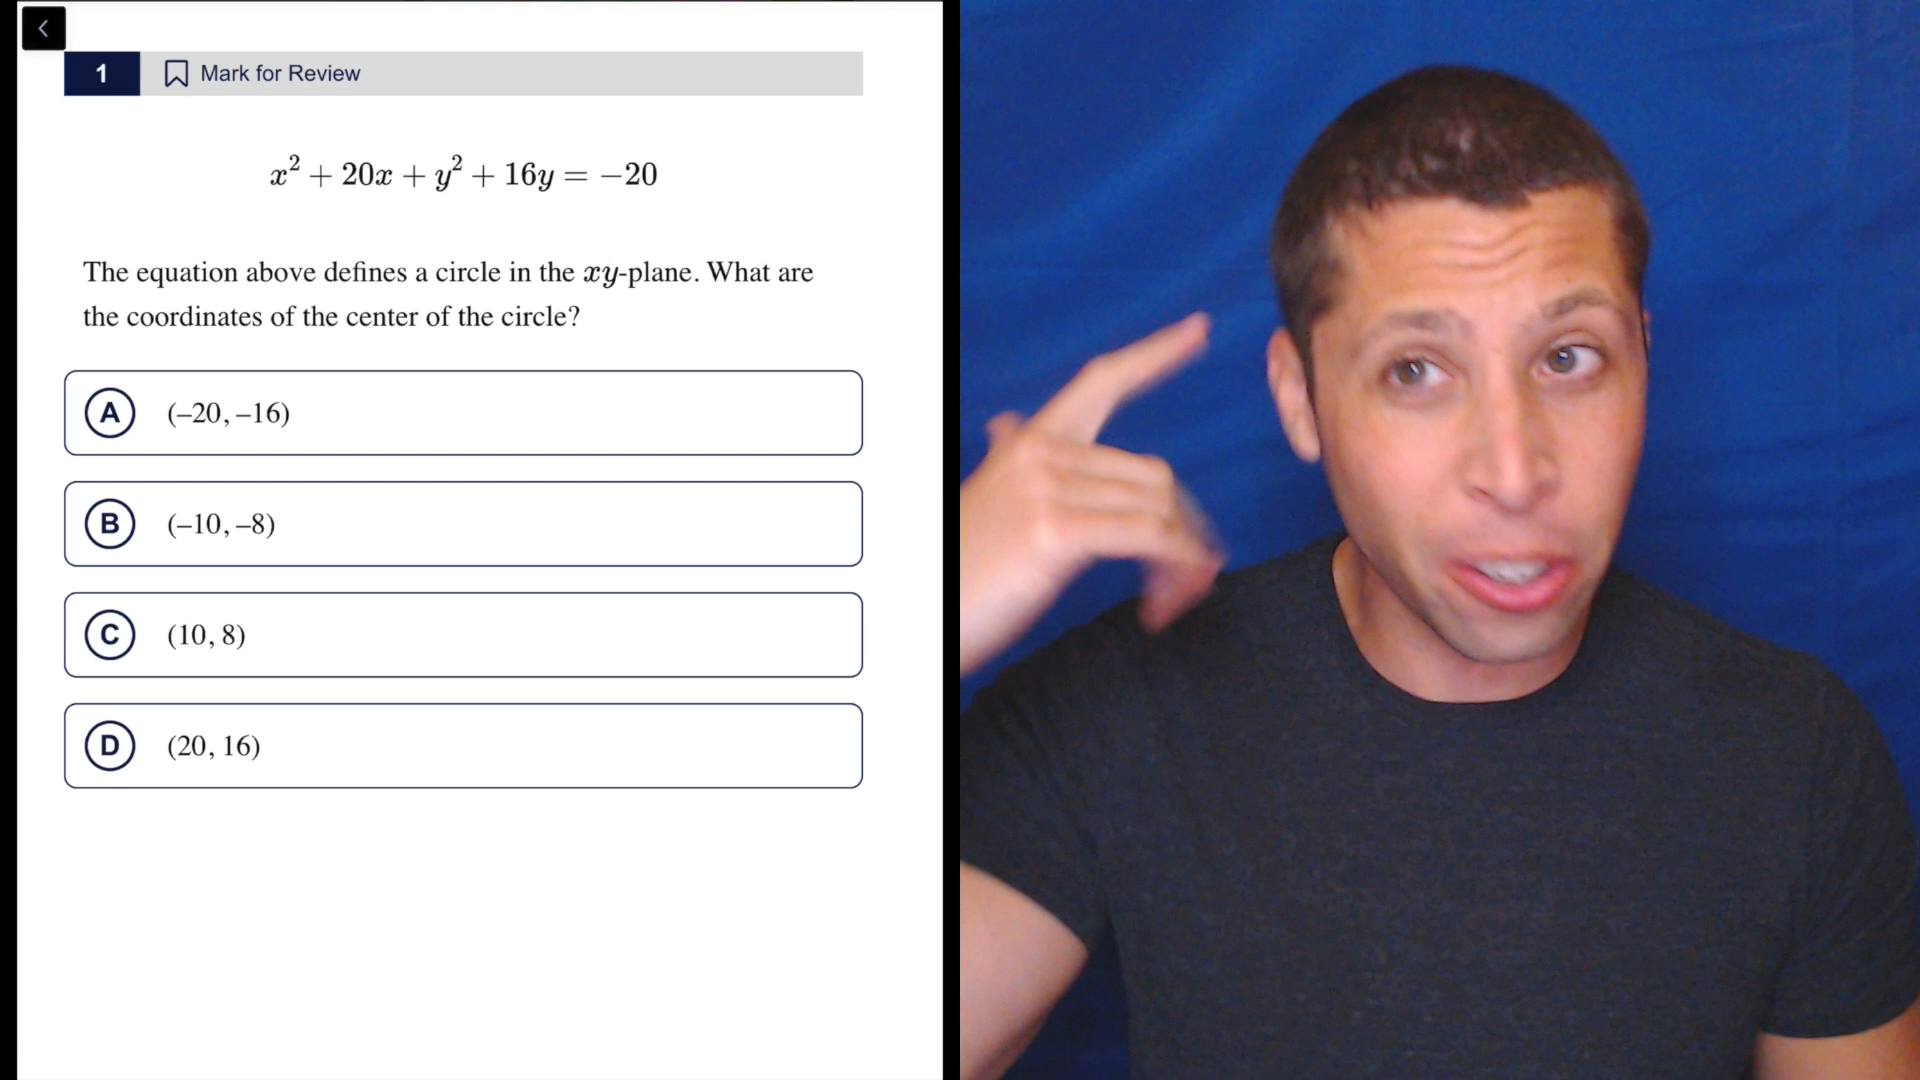 1 Mark for Review
x² + 20x + y² + 16y = −20
The equation above defines a circle in the xy-plane. What are
the coordinates of the center of the circle?
A (–20, –16)
B (–10, –8)
C (10, 8)
D (20, 16)